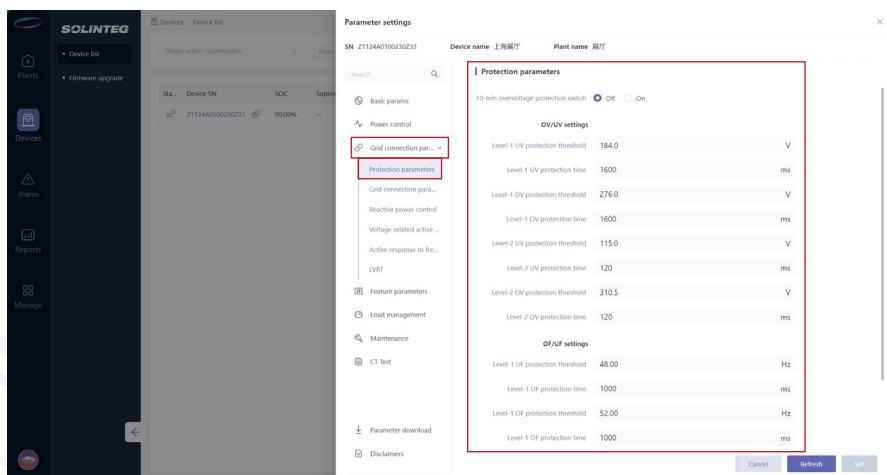 SOLINTEG
Plants
Devices
Alarm
Reports
Manage
Device list
Firmware upgrade
Devices / Device list
Please select organisation
Plant
Sta... Device SN SOC Superi
Z1124A0100230Z33 90.00% --
Parameter settings
SN Z1124A0100230Z33 Device name 上海展厅 Plant name 展厅
Search
Basic params
Power control
Grid connection par...
Protection parameters
Grid connection para...
Reactive power control
Voltage related active ...
Active response to fre...
LVRT
Feature parameters
Load management
Maintenance
CT Test
Parameter download
Disclaimers
Protection parameters
10-min overvoltage protection switch Off On
OV/UV settings
Level-1 UV protection threshold 184.0 V
Level-1 UV protection time 1600 ms
Level-1 OV protection threshold 276.0 V
Level-1 OV protection time 1600 ms
Level-2 UV protection threshold 115.0 V
Level-2 UV protection time 120 ms
Level-2 OV protection threshold 310.5 V
Level-2 OV protection time 120 ms
OF/UF settings
Level-1 UF protection threshold 48.00 Hz
Level-1 UF protection time 1000 ms
Level-1 OF protection threshold 52.00 Hz
Level-1 OF protection time 1000 ms
Cancel Refresh Set